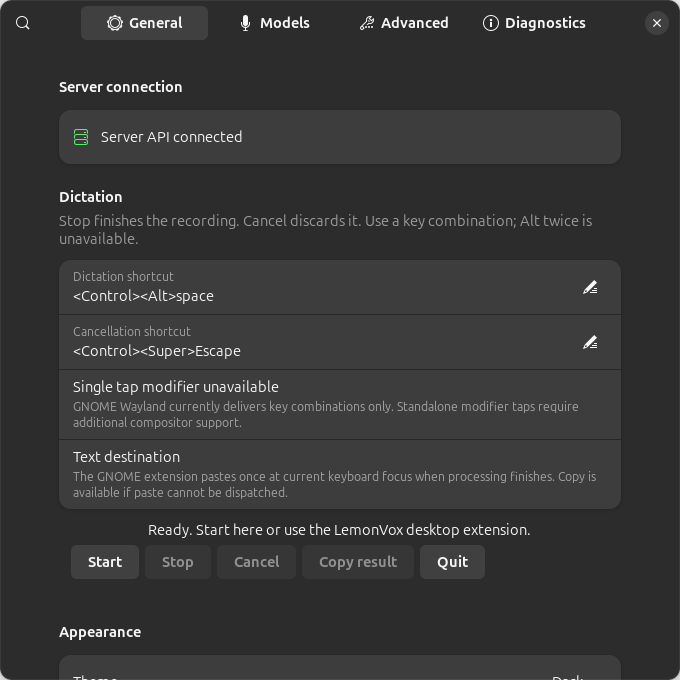 General
Models
Advanced
Diagnostics
Server connection
Server API connected
Dictation
Stop finishes the recording. Cancel discards it. Use a key combination; Alt twice is
unavailable.
Dictation shortcut
<Control><Alt>space
Cancellation shortcut
<Control><Super>Escape
Single tap modifier unavailable
GNOME Wayland currently delivers key combinations only. Standalone modifier taps require
additional compositor support.
Text destination
The GNOME extension pastes once at current keyboard focus when processing finishes. Copy is
available if paste cannot be dispatched.
Ready. Start here or use the LemonVox desktop extension.
Start
Stop
Cancel
Copy result
Quit
Appearance
Theme
Dark